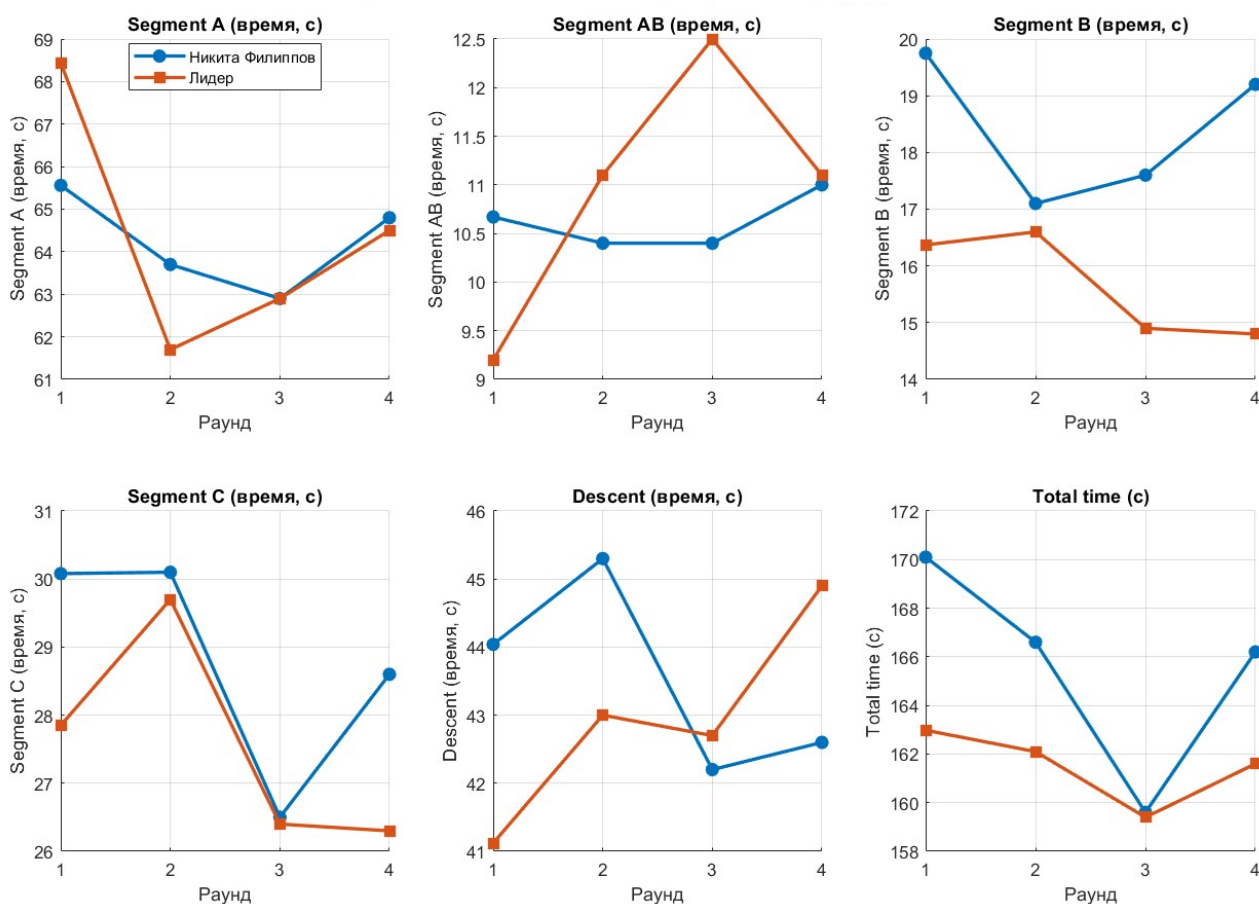 Segment A (время, с)
Segment A (время, с)
69
68
67
66
65
64
63
62
61
1 2 3 4
Раунд
Никита Филиппов
Лидер
Segment AB (время, с)
Segment AB (время, с)
12.5
12
11.5
11
10.5
10
9.5
9
1 2 3 4
Раунд
Segment B (время, с)
Segment B (время, с)
20
19
18
17
16
15
14
1 2 3 4
Раунд
Segment C (время, с)
Segment C (время, с)
31
30
29
28
27
26
1 2 3 4
Раунд
Descent (время, с)
Descent (время, с)
46
45
44
43
42
41
1 2 3 4
Раунд
Total time (с)
Total time (с)
172
170
168
166
164
162
160
158
1 2 3 4
Раунд